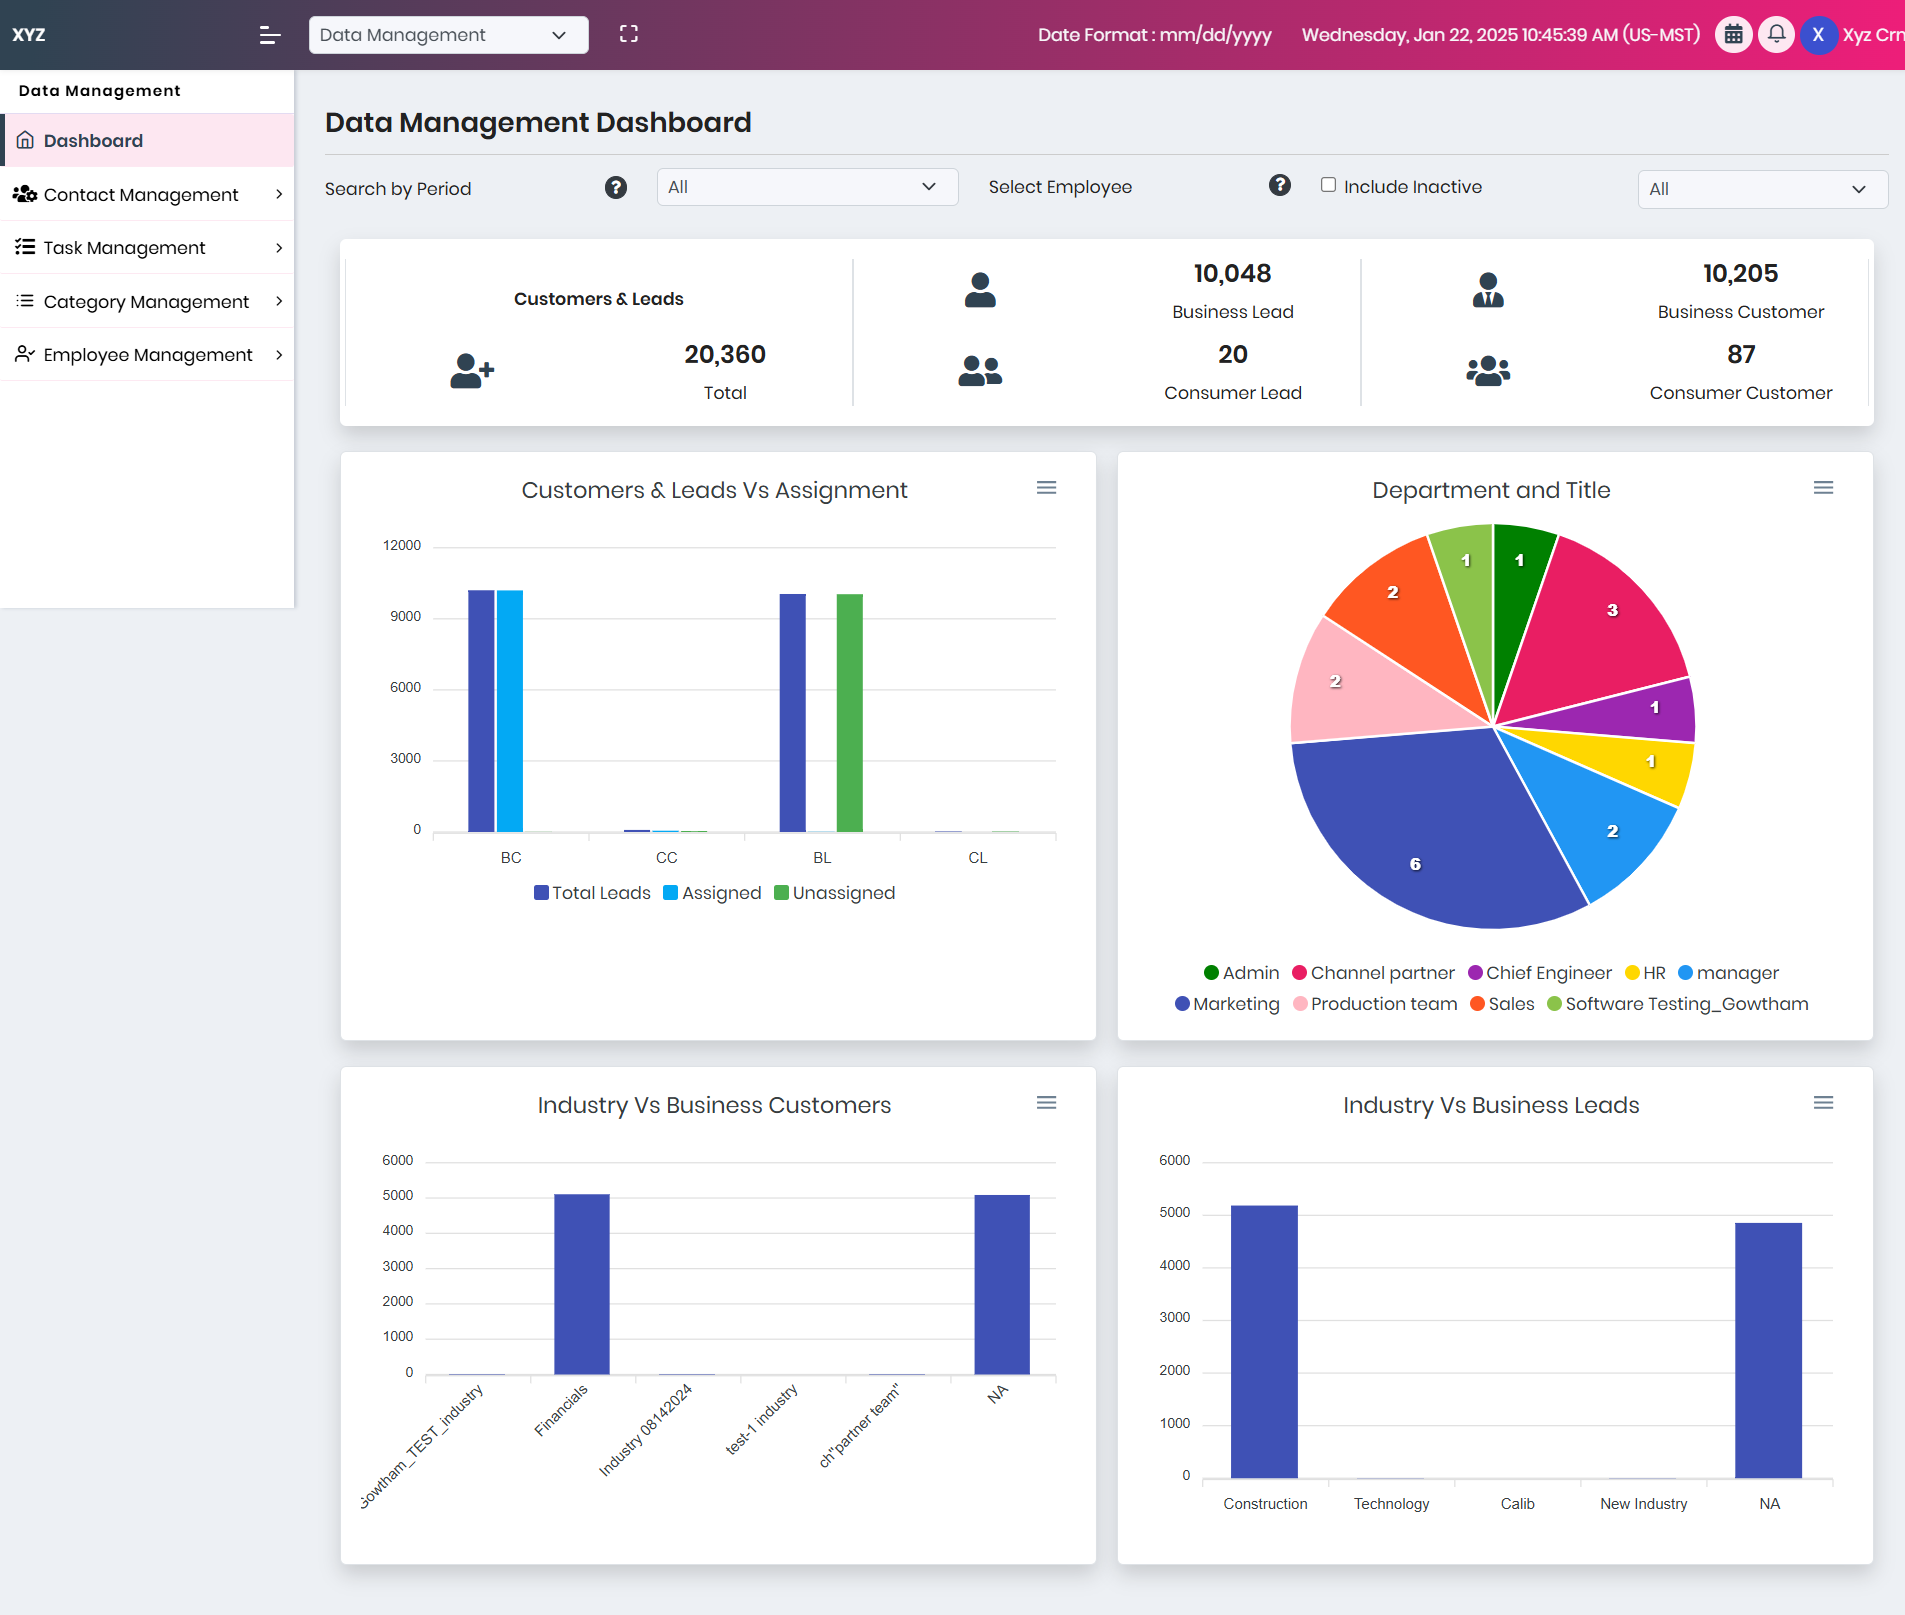 XYZ
Data Management
Date Format : mm/dd/yyyy
Wednesday, Jan 22, 2025 10:45:39 AM (US-MST)
X
Xyz Crm
Data Management
Dashboard
Contact Management
Task Management
Category Management
Employee Management
Data Management Dashboard
Search by Period
?
All
Select Employee
?
Include Inactive
All
Customers & Leads
20,360
Total
10,048
Business Lead
20
Consumer Lead
10,205
Business Customer
87
Consumer Customer
Customers & Leads Vs Assignment
12000
9000
6000
3000
0
BC CC BL CL
Total Leads Assigned Unassigned
Department and Title
1
3
1
1
2
6
2
2
1
Admin Channel partner Chief Engineer HR manager
Marketing Production team Sales Software Testing_Gowtham
Industry Vs Business Customers
6000
5000
4000
3000
2000
1000
0
Gowtham_TEST_industry
Financials
Industry 08142024
test-1 industry
ch"partner team"
NA
Industry Vs Business Leads
6000
5000
4000
3000
2000
1000
0
Construction Technology Calib New Industry NA